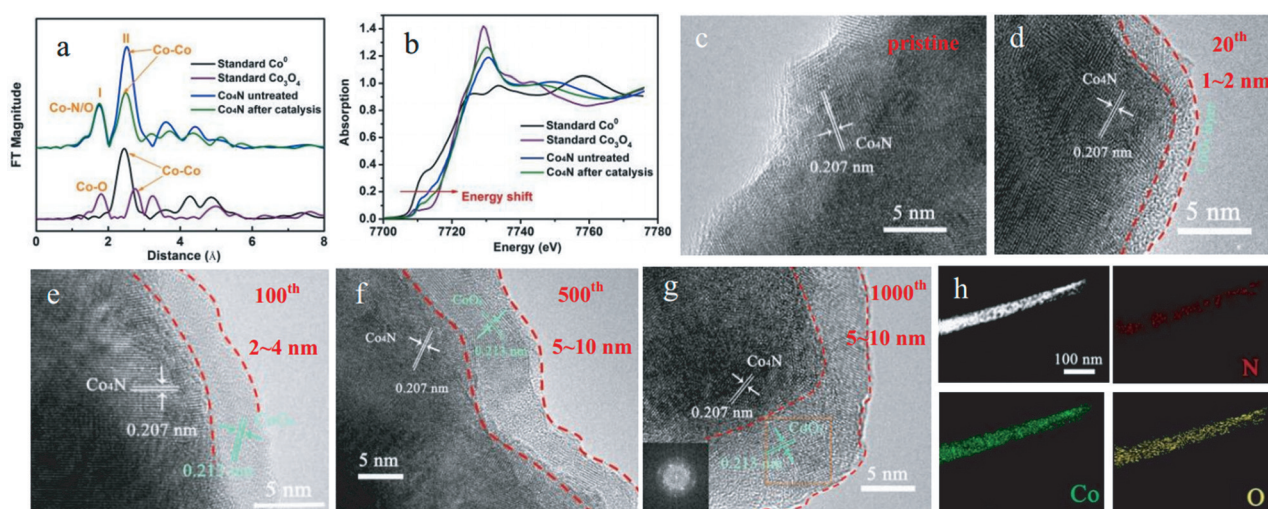 a
I
II
Co-N/O
Co-Co
Standard Co⁰
Standard Co₃O₄
Co₄N untreated
Co₄N after catalysis
Co-O
Co-Co
FT Magnitude
0 2 4 6 8
Distance (Å)
b
Absorption
1.4
1.2
1.0
0.8
0.6
0.4
0.2
0.0
Standard Co⁰
Standard Co₃O₄
Co₄N untreated
Co₄N after catalysis
Energy shift
7700 7720 7740 7760 7780
Energy (eV)
c
pristine
Co₄N
0.207 nm
5 nm
d
20th
1~2 nm
Co₄N
0.207 nm
5 nm
e
100th
2~4 nm
Co₄N
0.207 nm
0.213 nm
5 nm
f
500th
5~10 nm
Co₄N
0.207 nm
0.213 nm
5 nm
g
1000th
5~10 nm
Co₄N
0.207 nm
0.213 nm
5 nm
h
100 nm
N
Co
O